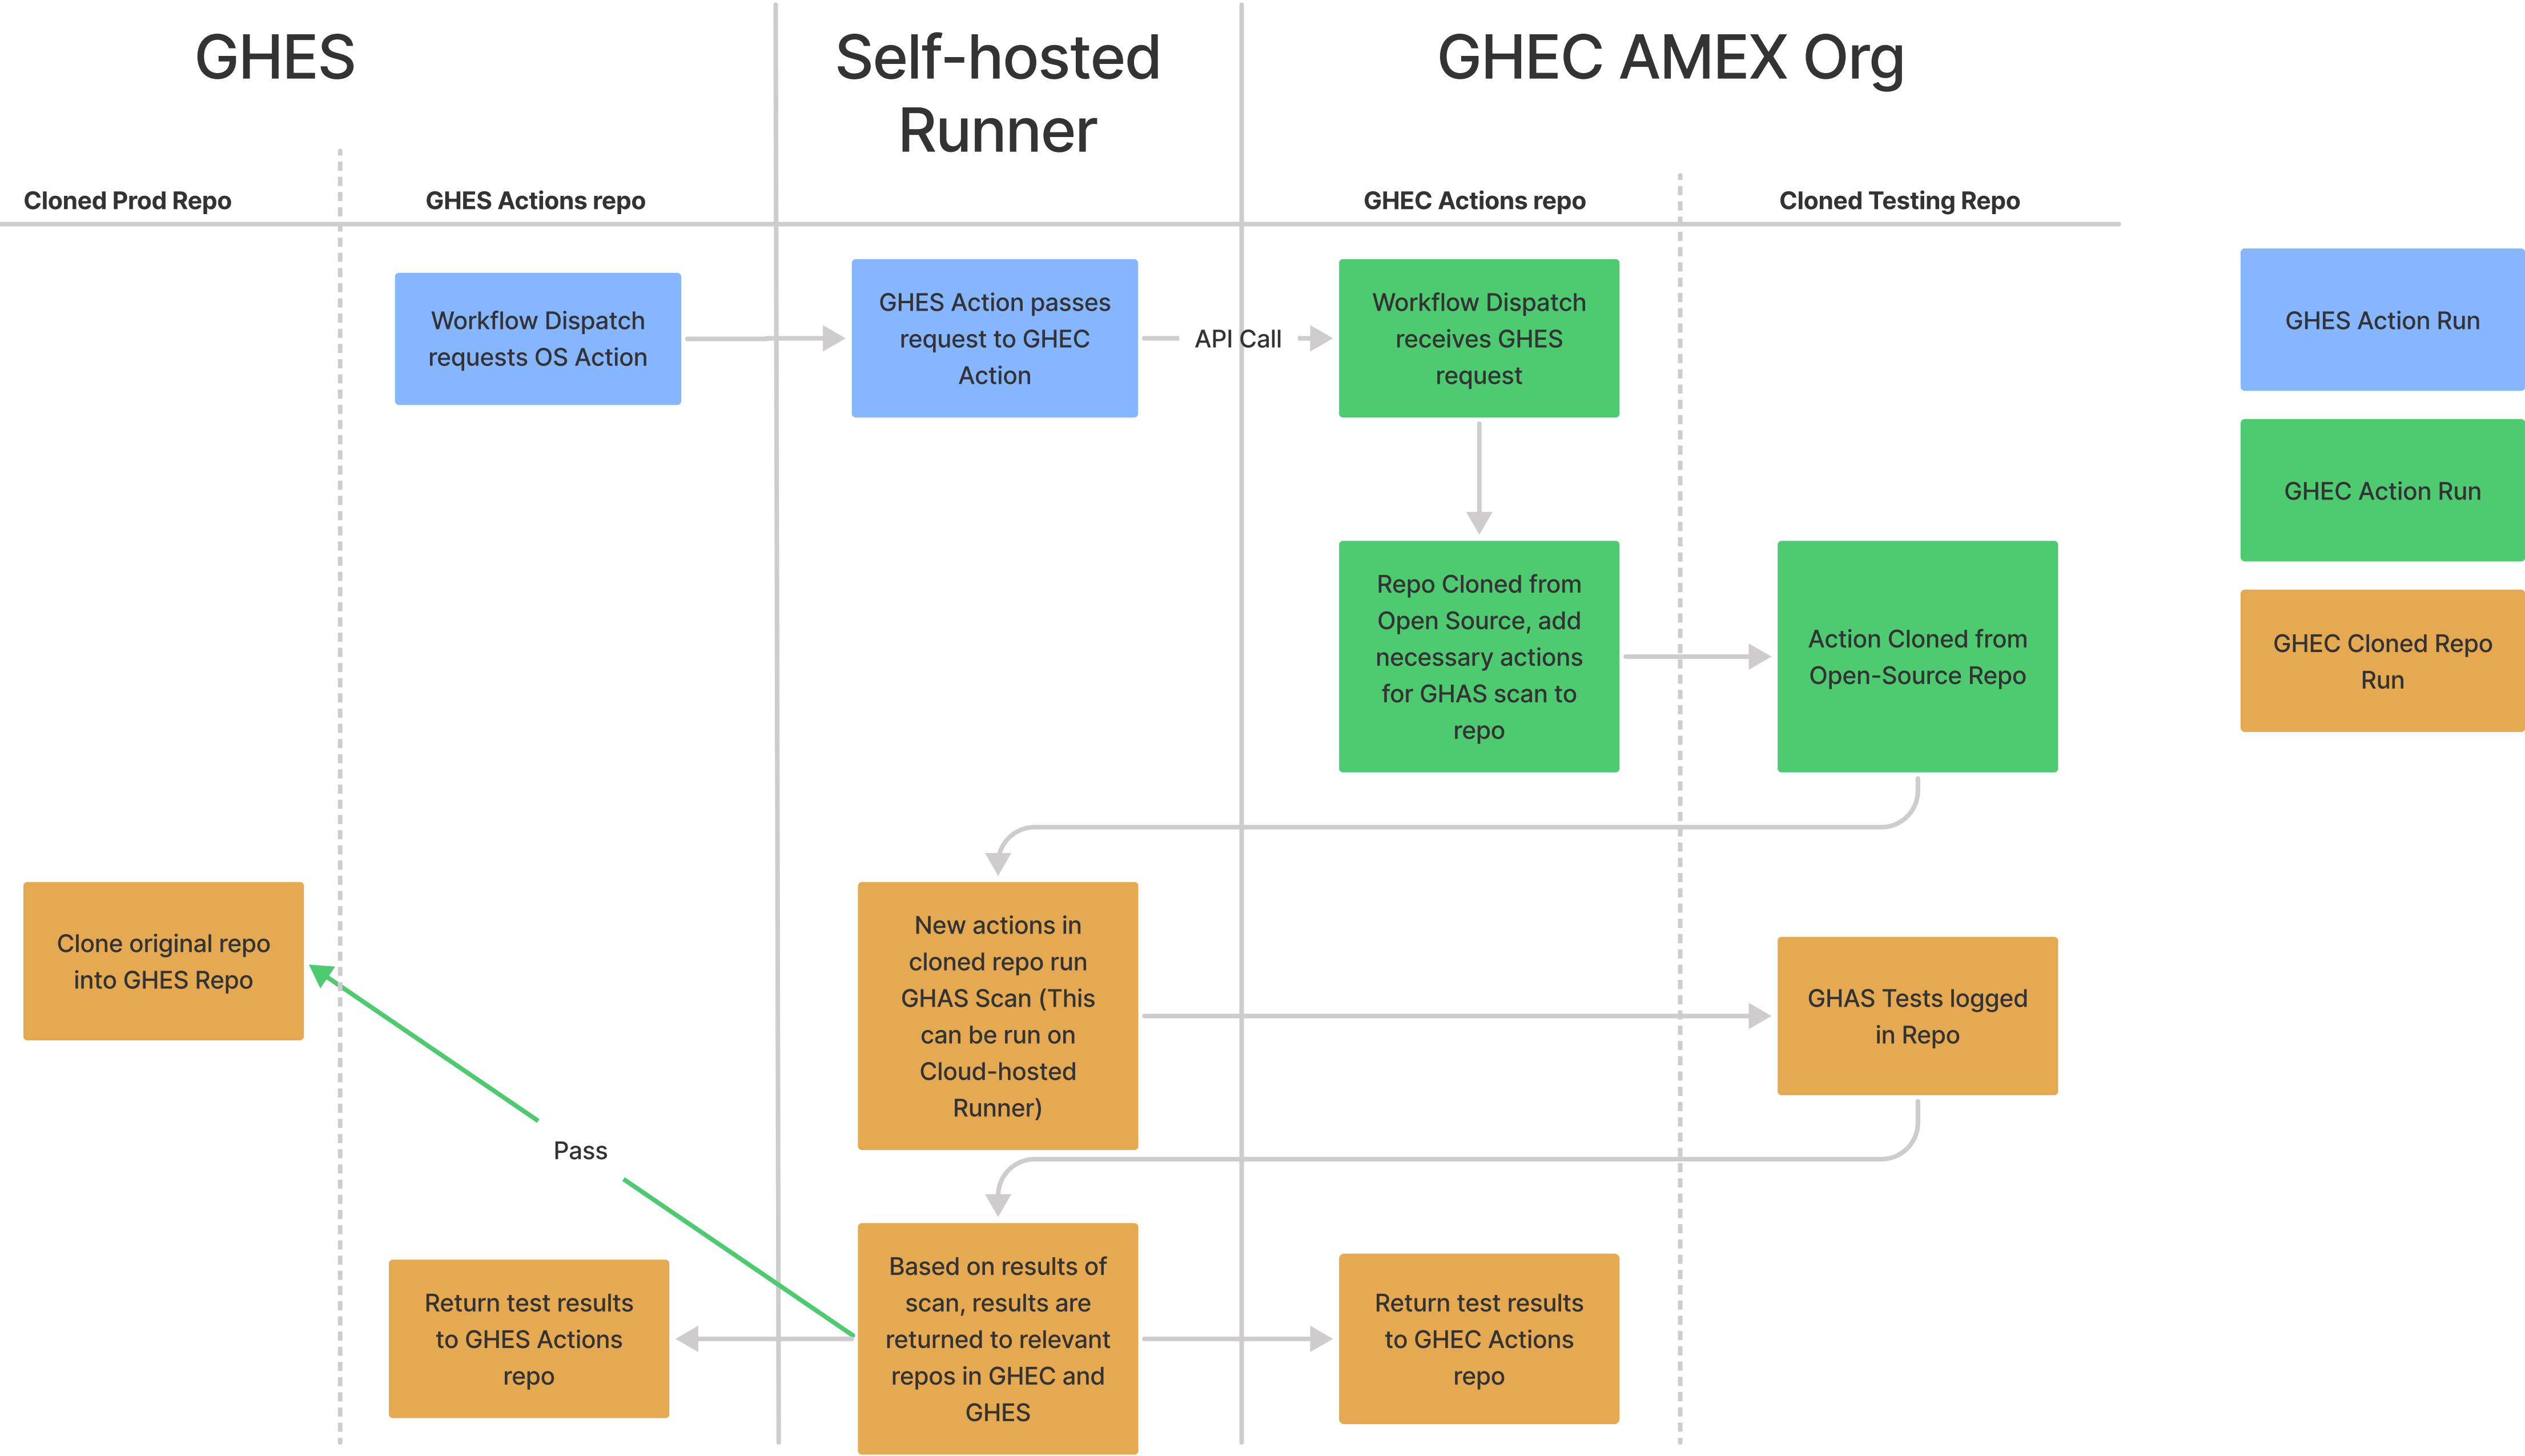 GHES
Self-hosted
Runner
GHEC AMEX Org
Cloned Prod Repo
GHES Actions repo
GHEC Actions repo
Cloned Testing Repo
Workflow Dispatch
requests OS Action
GHES Action passes
request to GHEC
Action
API Call
Workflow Dispatch
receives GHES
request
GHES Action Run
GHEC Action Run
GHEC Cloned Repo
Run
Repo Cloned from
Open Source, add
necessary actions
for GHAS scan to
repo
Action Cloned from
Open-Source Repo
Clone original repo
into GHES Repo
New actions in
cloned repo run
GHAS Scan (This
can be run on
Cloud-hosted
Runner)
GHAS Tests logged
in Repo
Pass
Return test results
to GHES Actions
repo
Based on results of
scan, results are
returned to relevant
repos in GHEC and
GHES
Return test results
to GHEC Actions
repo